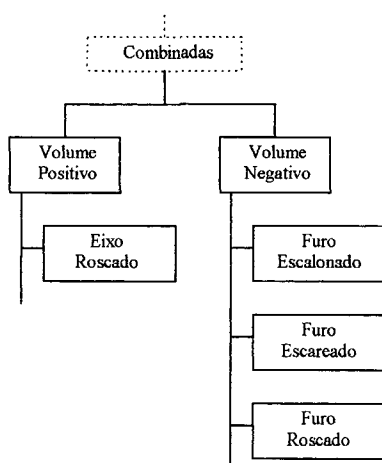 Combinadas
Volume
Positivo
Volume
Negativo
Eixo
Roscado
Furo
Escalonado
Furo
Escareado
Furo
Roscado